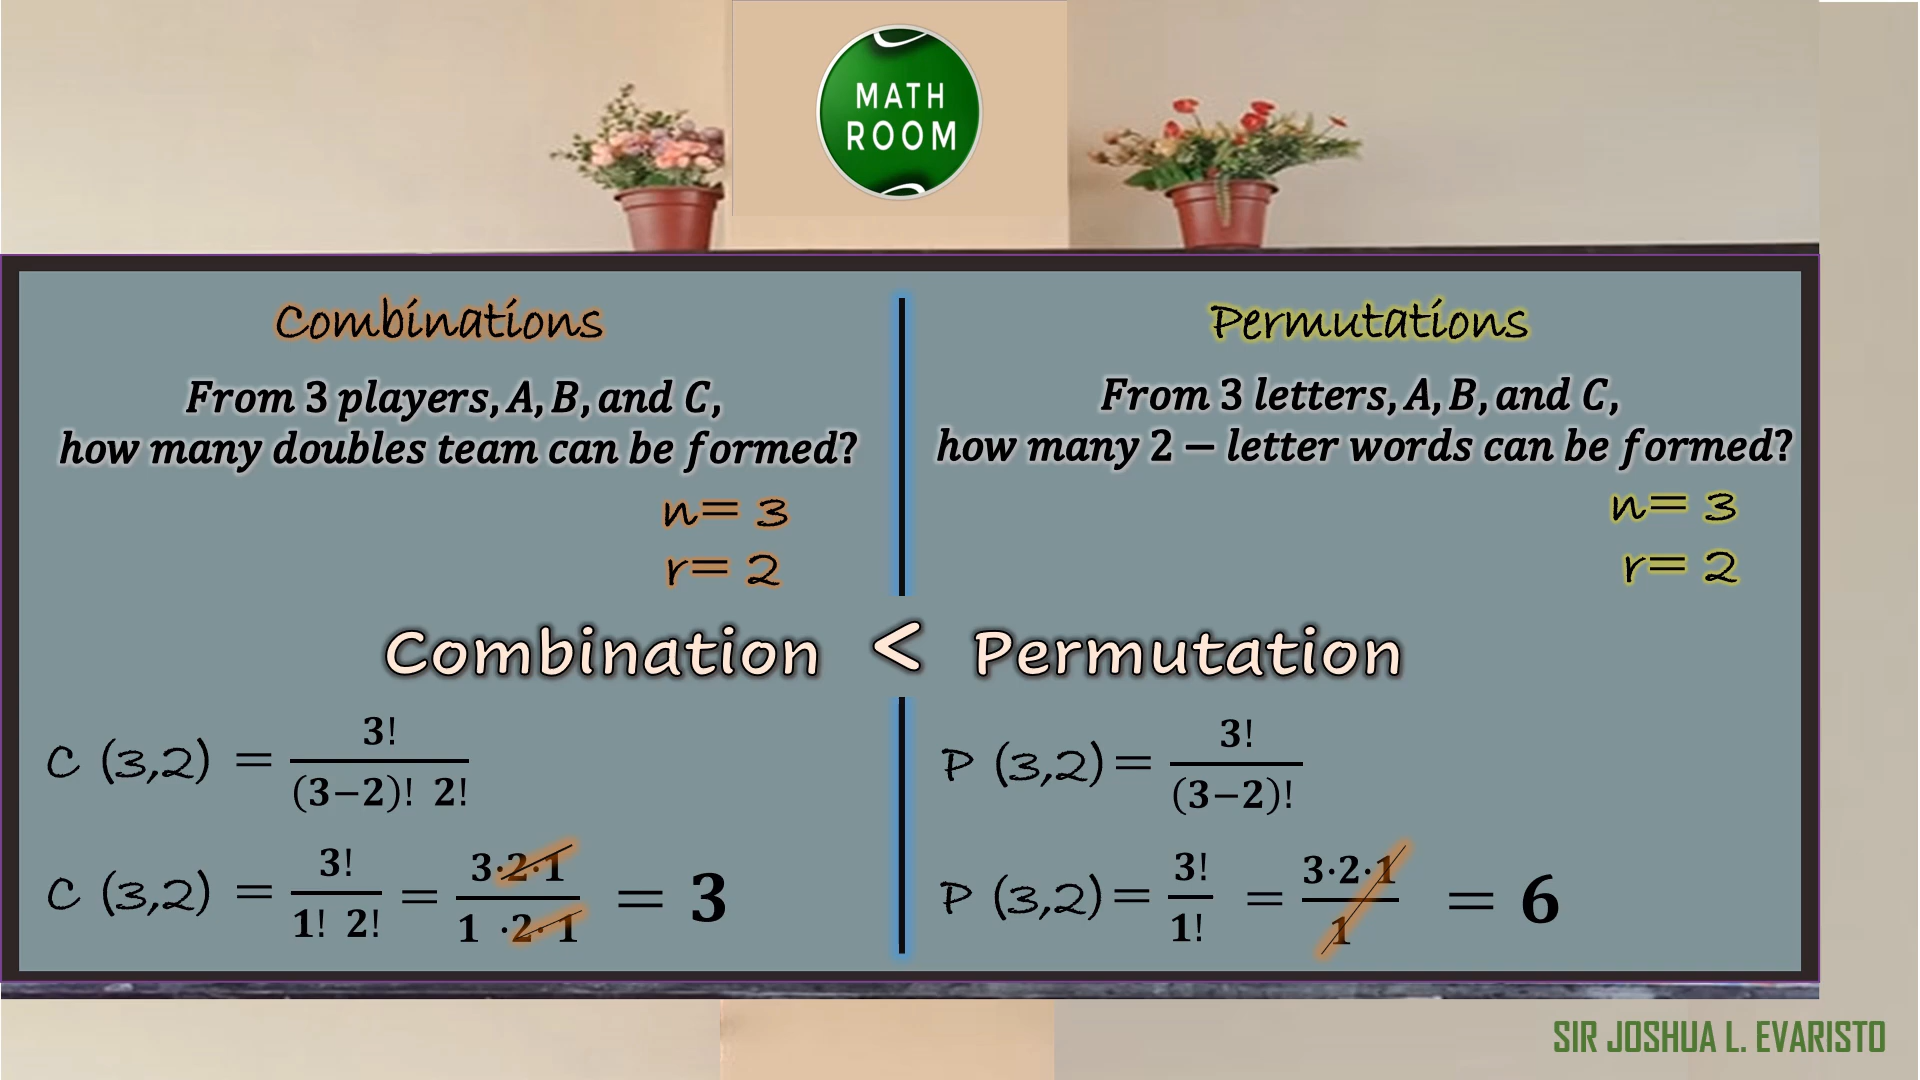 MATH
ROOM
Combinations
From 3 players, A, B, and C,
how many doubles team can be formed?
n= 3
r= 2
Permutations
From 3 letters, A, B, and C,
how many 2 − letter words can be formed?
n= 3
r= 2
Combination < Permutation
C (3,2) = 3! / (3−2)! 2!
C (3,2) = 3! / 1! 2! = 3·2·1 / 1 ·2· 1 = 3
P (3,2) = 3! / (3−2)!
P (3,2) = 3! / 1! = 3·2·1 / 1 = 6
SIR JOSHUA L. EVARISTO